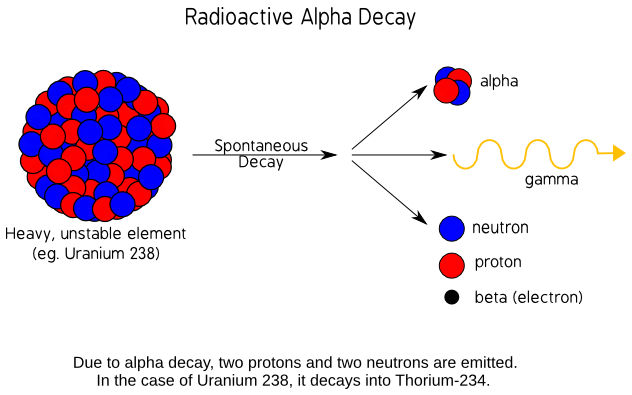 Radioactive Alpha Decay
alpha
Spontaneous
Decay
gamma
Heavy, unstable element
(eg. Uranium 238)
neutron
proton
beta (electron)
Due to alpha decay, two protons and two neutrons are emitted.
In the case of Uranium 238, it decays into Thorium-234.